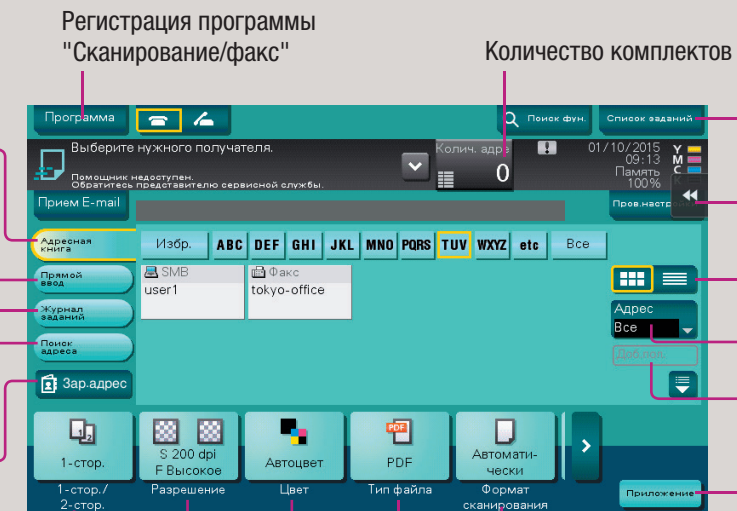 Регистрация программы
"Сканирование/факс"
Количество комплектов
Программа
Поиск фун.
Список заданий
Выберите нужного получателя.
Колич. адре
0
01/10/2015
09:13
Память
100%
Y
M
C
K
Помощник недоступен.
Обратитесь представителю сервисной службы.
Прием E-mail
Пров.настрой
Адресная
книга
Избр.
ABC
DEF
GHI
JKL
MNO
PQRS
TUV
WXYZ
etc
Все
Прямой
ввод
SMB
user1
Факс
tokyo-office
Журнал
заданий
Поиск
адреса
Адрес
Все
Доб.пол.
Зар.адрес
1-стор.
S 200 dpi
F Высокое
Автоцвет
PDF
PDF
Автомати-
чески
1-стор./
2-стор.
Разрешение
Цвет
Тип файла
Формат
сканирования
Приложение